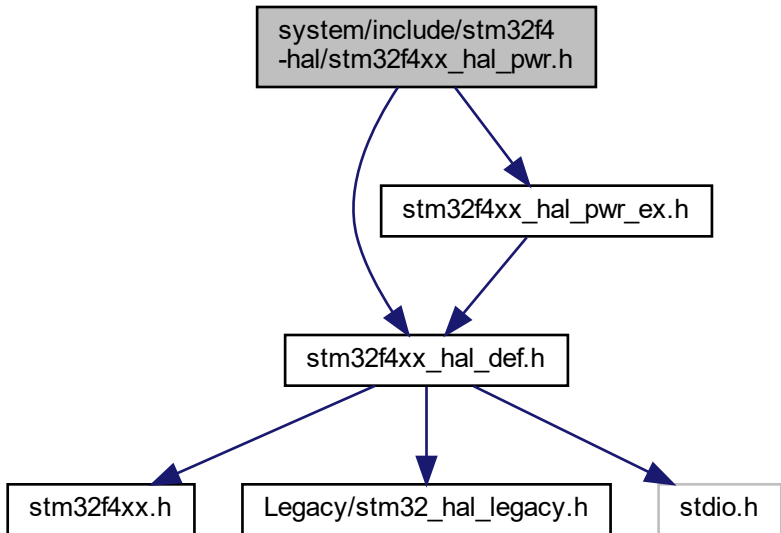 system/include/stm32f4
-hal/stm32f4xx_hal_pwr.h
stm32f4xx_hal_pwr_ex.h
stm32f4xx_hal_def.h
stm32f4xx.h
Legacy/stm32_hal_legacy.h
stdio.h